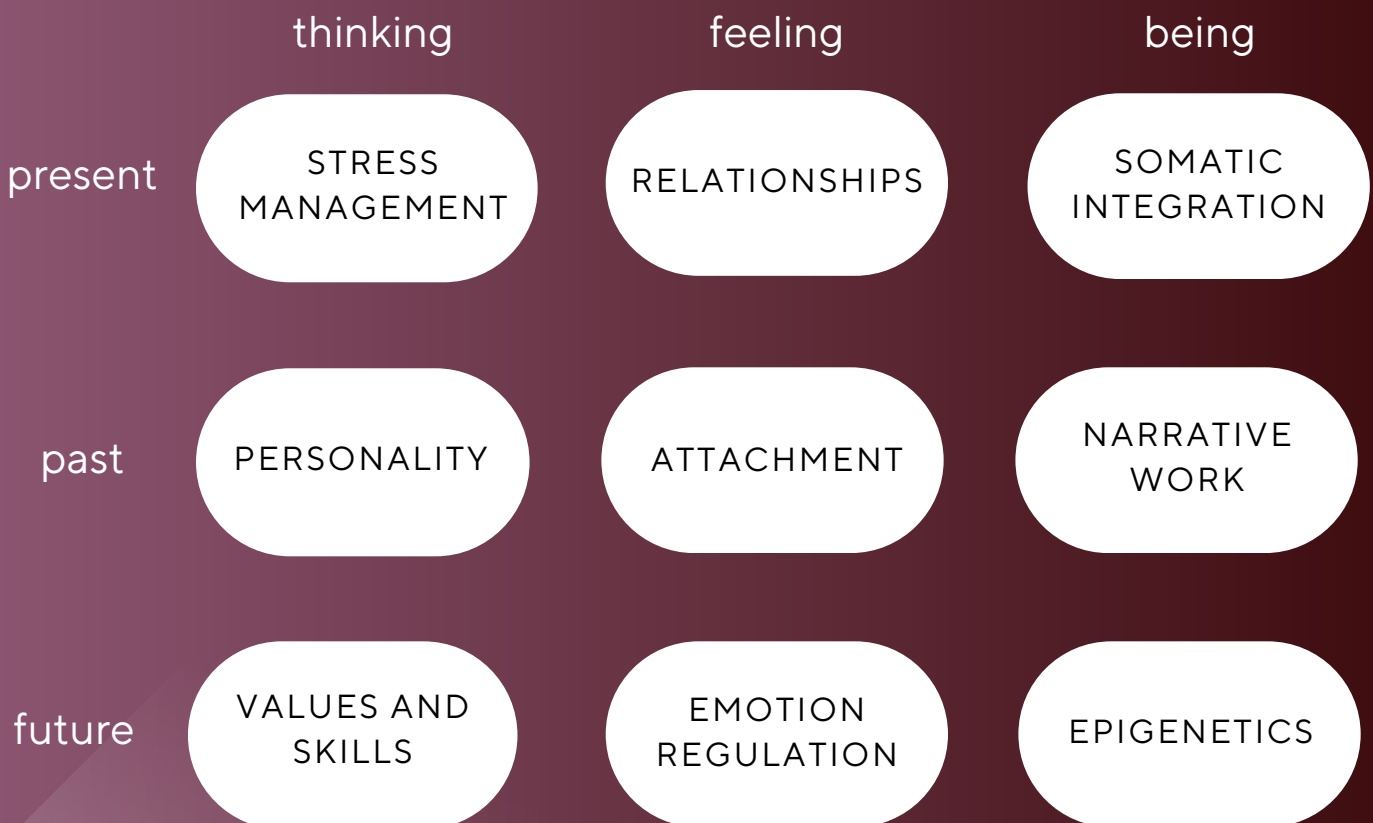 thinking feeling being
present
STRESS
MANAGEMENT
RELATIONSHIPS
SOMATIC
INTEGRATION
past
PERSONALITY
ATTACHMENT
NARRATIVE
WORK
future
VALUES AND
SKILLS
EMOTION
REGULATION
EPIGENETICS